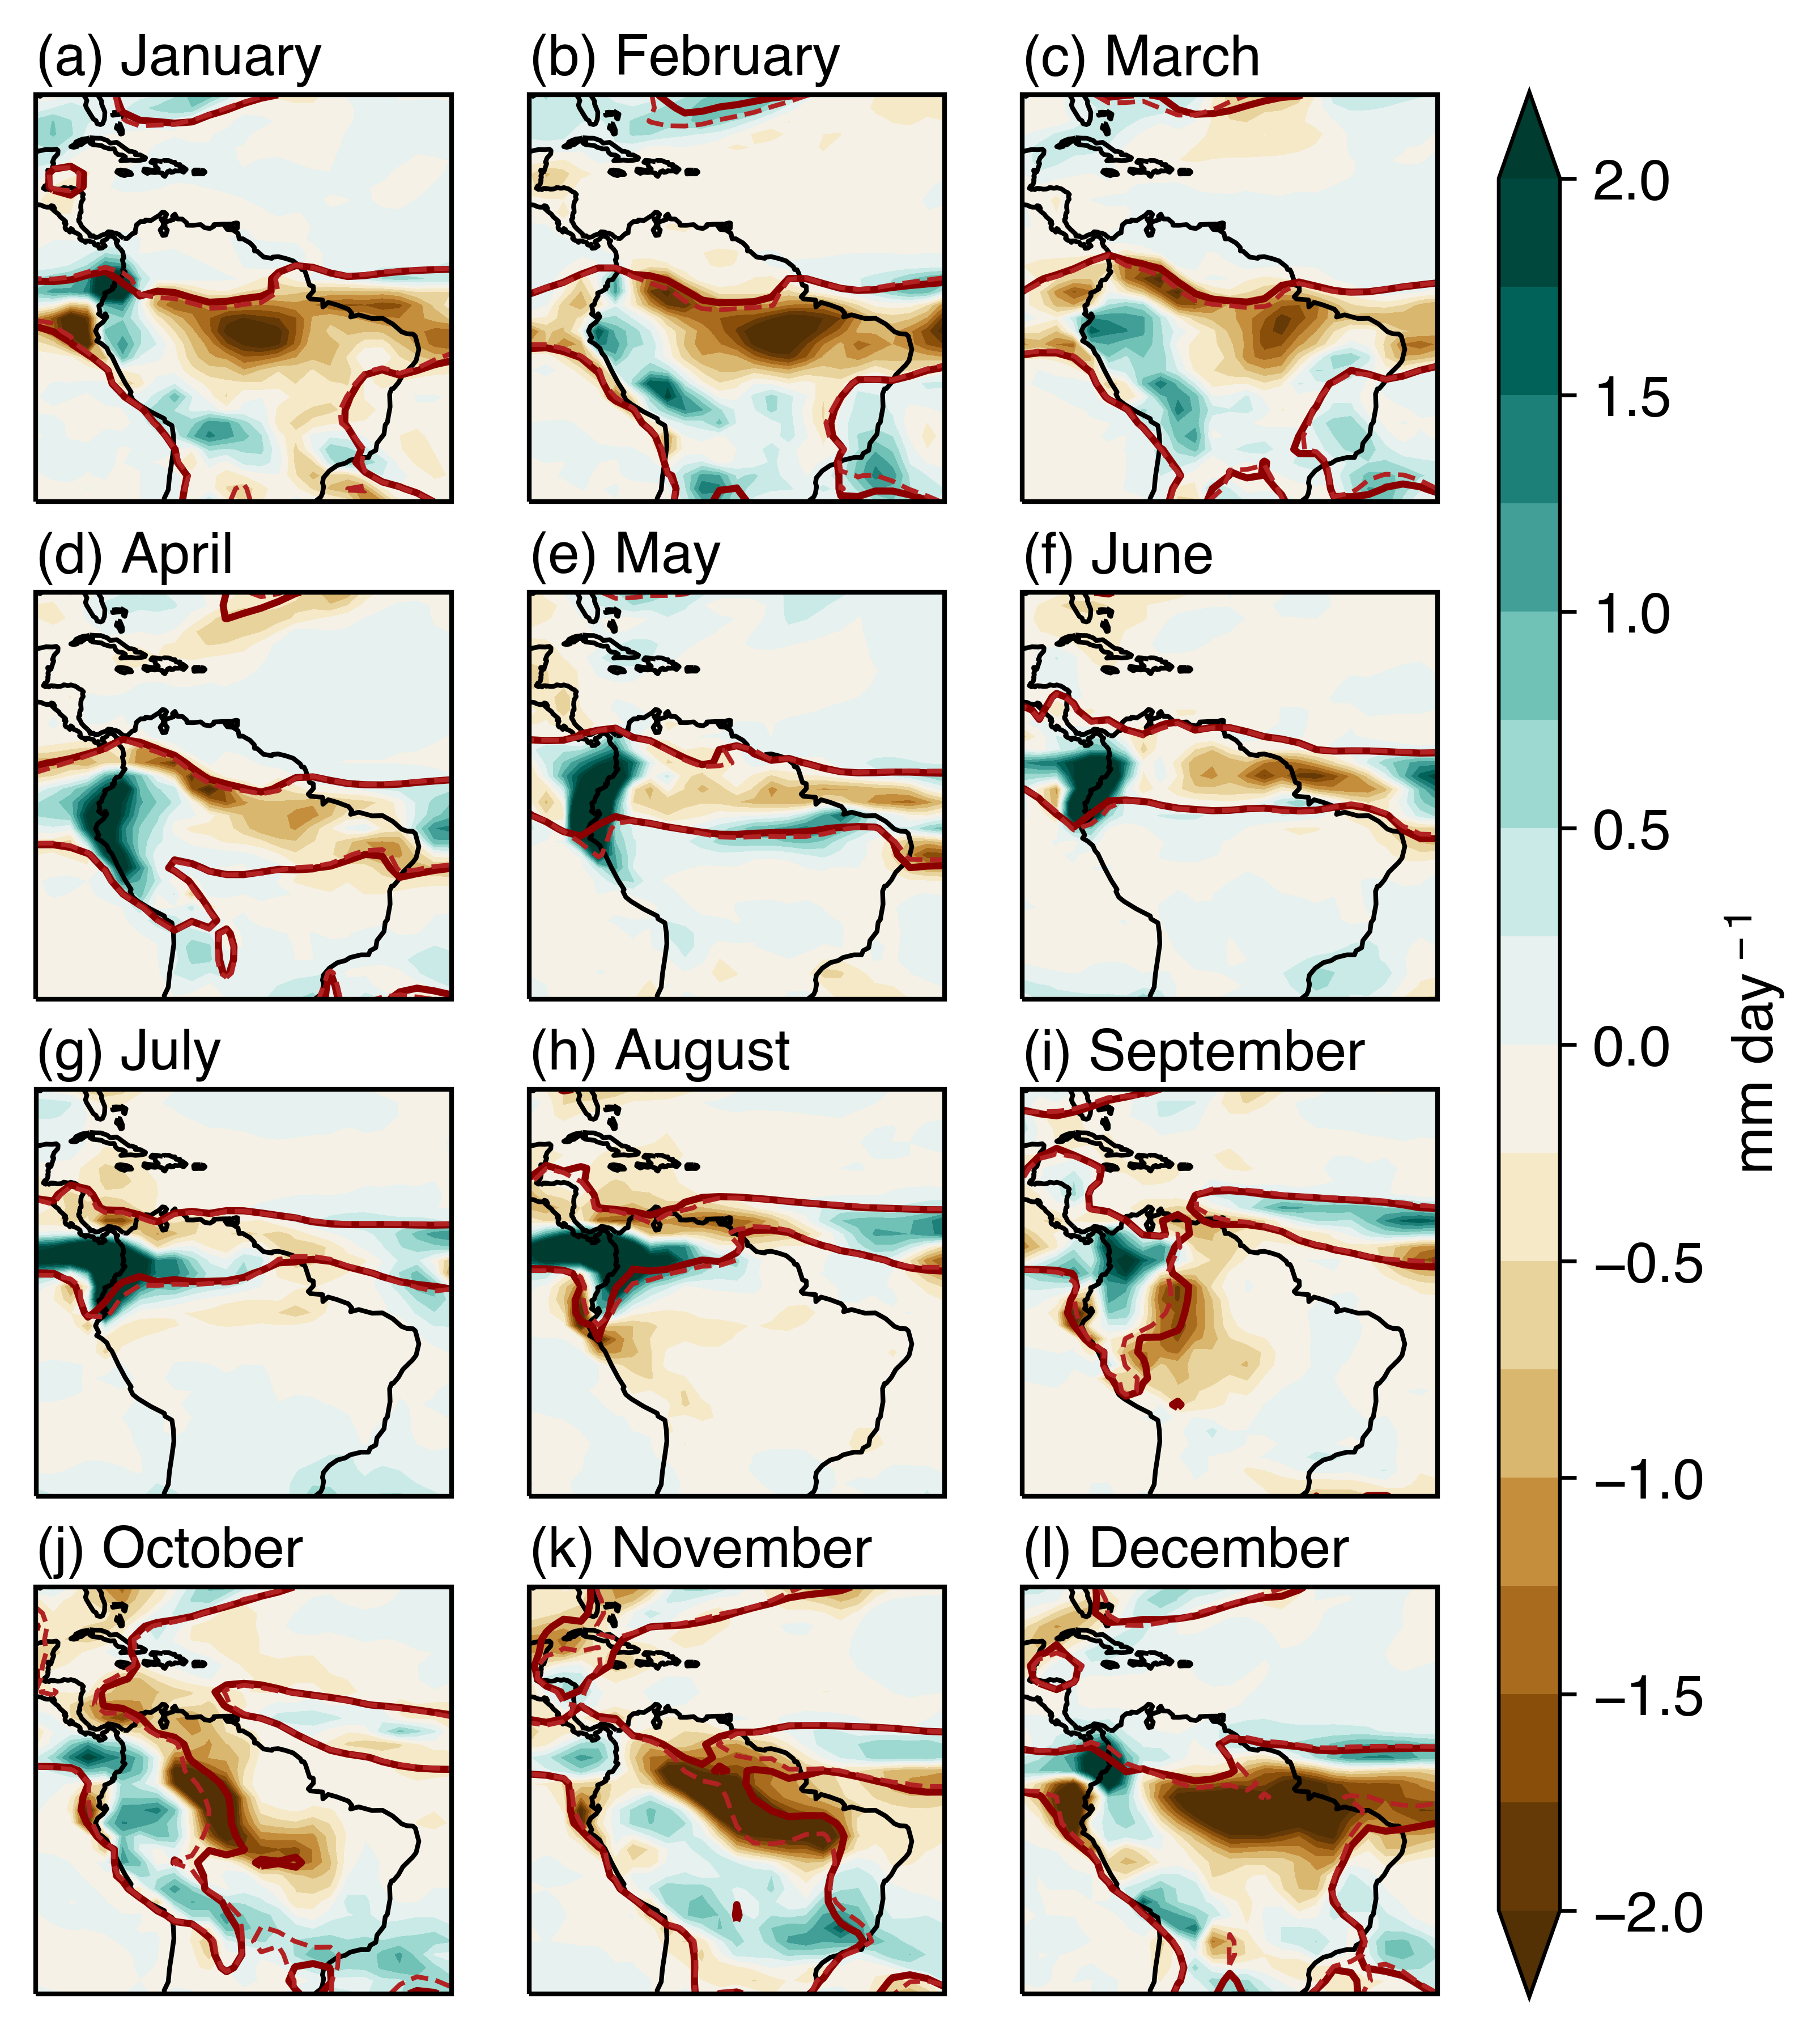 (a) January
(b) February
(c) March
(d) April
(e) May
(f) June
(g) July
(h) August
(i) September
(j) October
(k) November
(l) December
2.0
1.5
1.0
0.5
0.0
−0.5
−1.0
−1.5
−2.0
mm day⁻¹